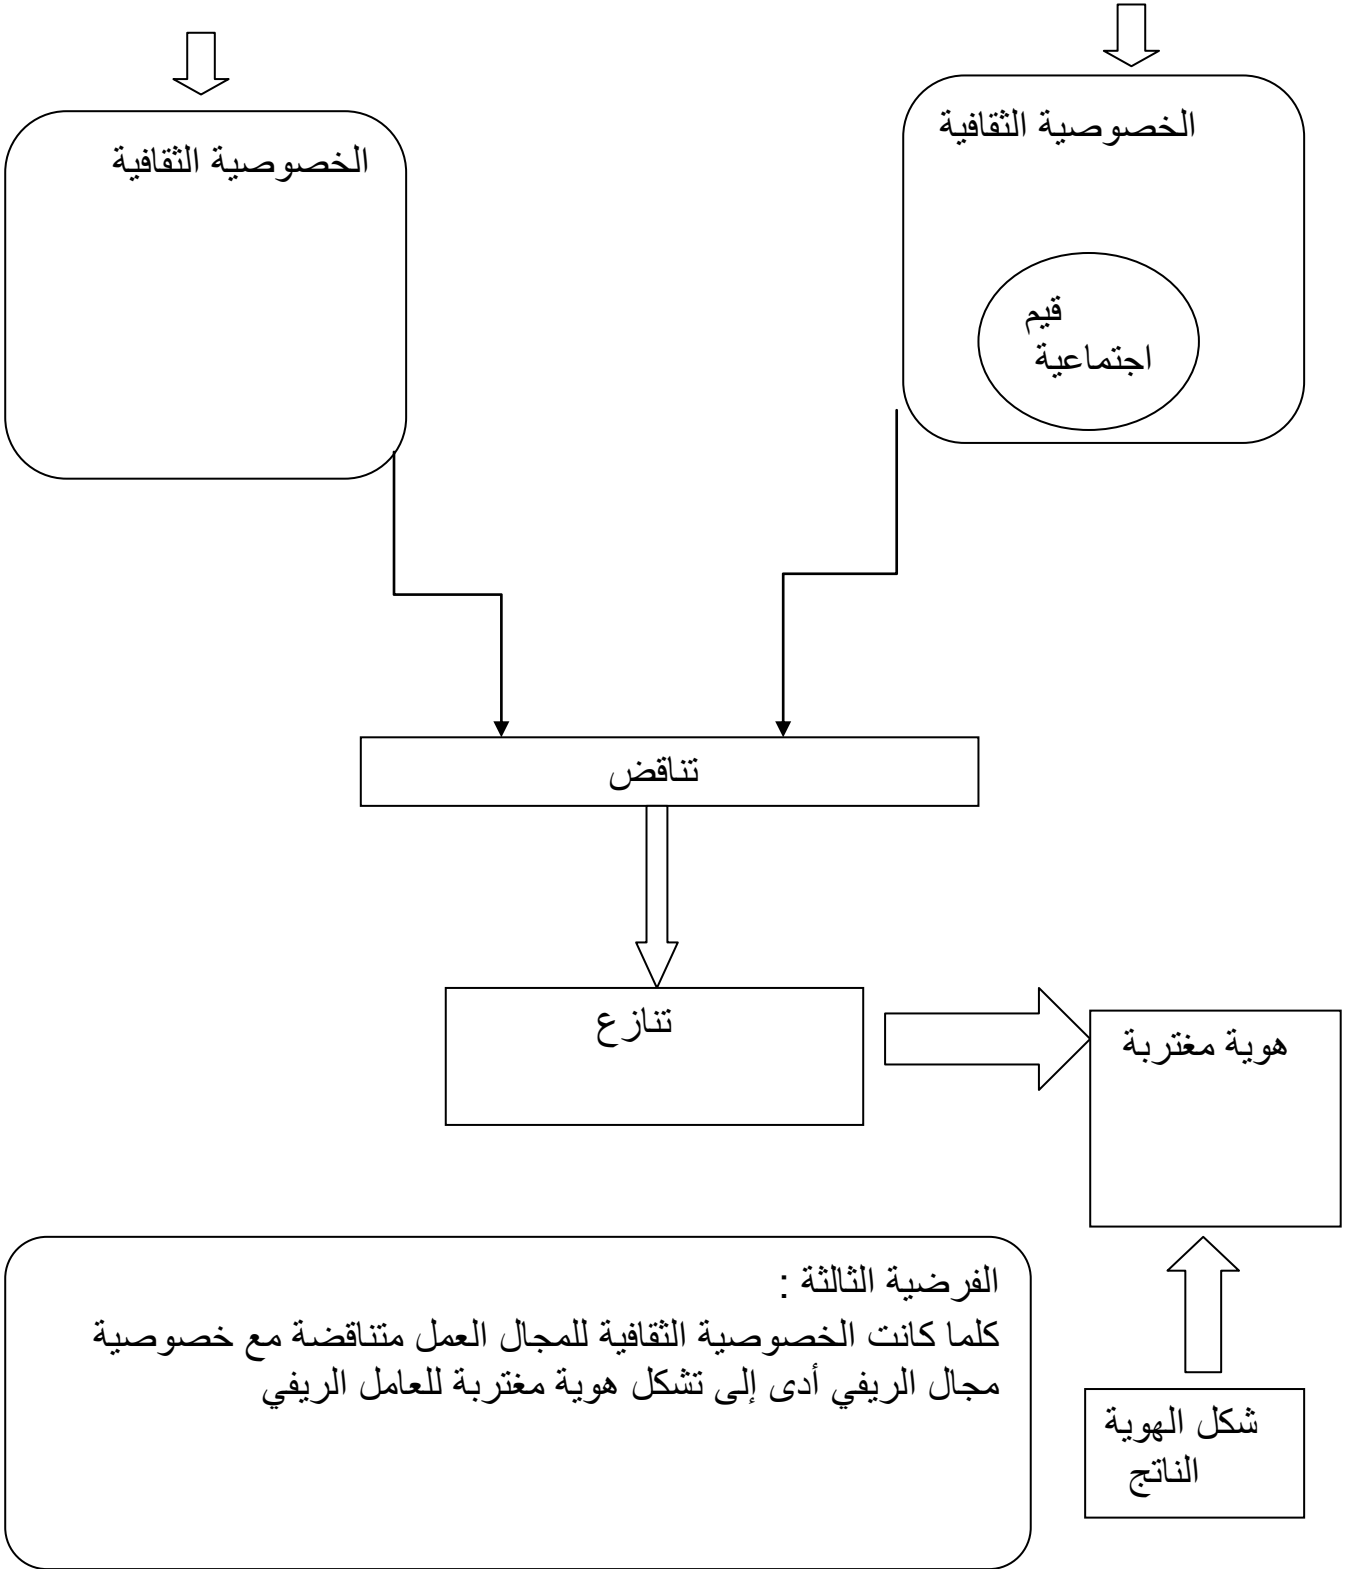 الخصوصية الثقافية
الخصوصية الثقافية
قيم
اجتماعية
تناقض
تنازع
هوية مغتربة
الفرضية الثالثة :
كلما كانت الخصوصية الثقافية للمجال العمل متناقضة مع خصوصية
مجال الريفي أدى إلى تشكل هوية مغتربة للعامل الريفي
شكل الهوية
الناتج